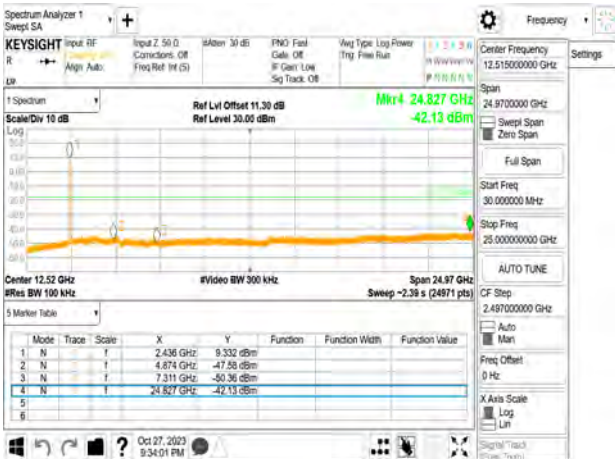 Spectrum Analyzer 1
Swept SA
+
Frequency
KEYSIGHT Input: RF
Input Z: 50 Ω
#Atten: 30 dB
PNO: Fast
Avg Type: Log-Power
R
Corrections: Off
Gate: Off
Trig: Free Run
Align: Auto
Freq Ref: Int (S)
IF Gain: Low
Sig Track: Off
1 Spectrum
Ref Lvl Offset 11.30 dB
Mkr4 24.827 GHz
Scale/Div 10 dB
Ref Level 30.00 dBm
-42.13 dBm
Log
Center 12.52 GHz
#Video BW 300 kHz
Span 24.97 GHz
#Res BW 100 kHz
Sweep ~2.39 s (24971 pts)
5 Marker Table
Mode Trace Scale X Y Function Function Width Function Value
1 N f 2.436 GHz 9.332 dBm
2 N f 4.874 GHz -47.58 dBm
3 N f 7.311 GHz -50.36 dBm
4 N f 24.827 GHz -42.13 dBm
5
6
Oct 27, 2023
9:34:01 PM
Center Frequency
12.515000000 GHz
Settings
Span
24.9700000 GHz
Swept Span
Zero Span
Full Span
Start Freq
30.000000 MHz
Stop Freq
25.000000000 GHz
AUTO TUNE
CF Step
2.497000000 GHz
Auto
Man
Freq Offset
0 Hz
X Axis Scale
Log
Lin
Signal Track